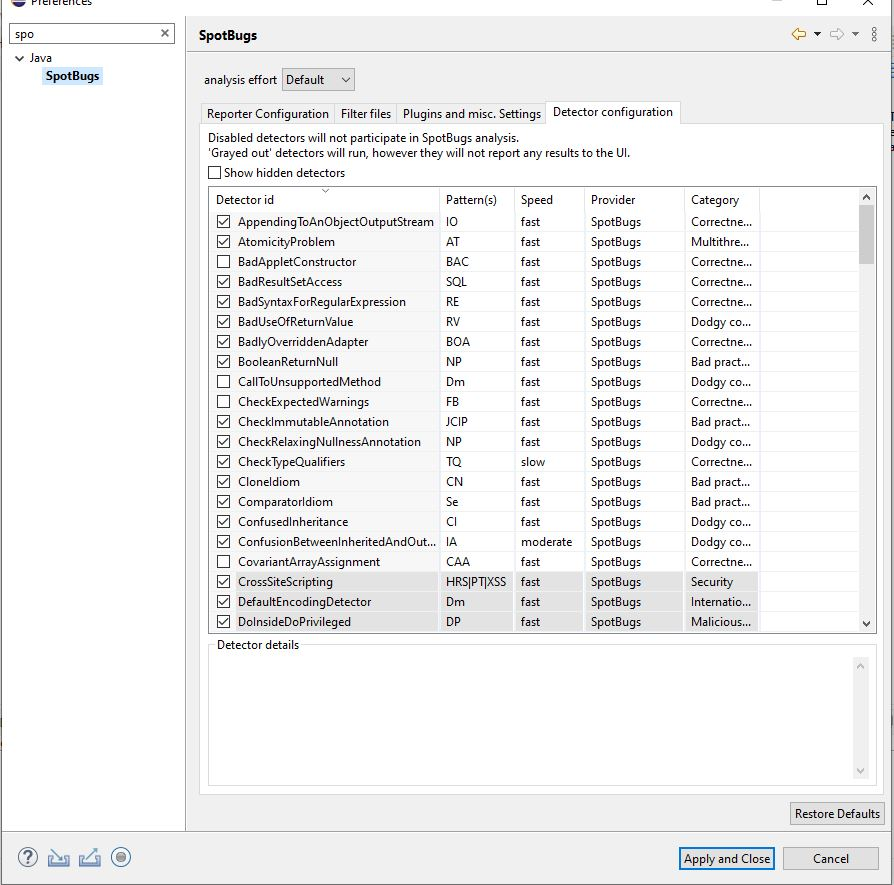 Preferences
spo
SpotBugs
Java
SpotBugs
analysis effort Default
Reporter Configuration Filter files Plugins and misc. Settings Detector configuration
Disabled detectors will not participate in SpotBugs analysis.
'Grayed out' detectors will run, however they will not report any results to the UI.
Show hidden detectors
Detector id Pattern(s) Speed Provider Category
AppendingToAnObjectOutputStream IO fast SpotBugs Correctne...
AtomicityProblem AT fast SpotBugs Multithre...
BadAppletConstructor BAC fast SpotBugs Correctne...
BadResultSetAccess SQL fast SpotBugs Correctne...
BadSyntaxForRegularExpression RE fast SpotBugs Correctne...
BadUseOfReturnValue RV fast SpotBugs Dodgy co...
BadlyOverriddenAdapter BOA fast SpotBugs Correctne...
BooleanReturnNull NP fast SpotBugs Bad pract...
CallToUnsupportedMethod Dm fast SpotBugs Dodgy co...
CheckExpectedWarnings FB fast SpotBugs Correctne...
CheckImmutableAnnotation JCIP fast SpotBugs Bad pract...
CheckRelaxingNullnessAnnotation NP fast SpotBugs Dodgy co...
CheckTypeQualifiers TQ slow SpotBugs Correctne...
CloneIdiom CN fast SpotBugs Bad pract...
ComparatorIdiom Se fast SpotBugs Bad pract...
ConfusedInheritance CI fast SpotBugs Dodgy co...
ConfusionBetweenInheritedAndOut... IA moderate SpotBugs Dodgy co...
CovariantArrayAssignment CAA fast SpotBugs Correctne...
CrossSiteScripting HRS|PT|XSS fast SpotBugs Security
DefaultEncodingDetector Dm fast SpotBugs Internatio...
DoInsideDoPrivileged DP fast SpotBugs Malicious...
Detector details
Restore Defaults
Apply and Close Cancel